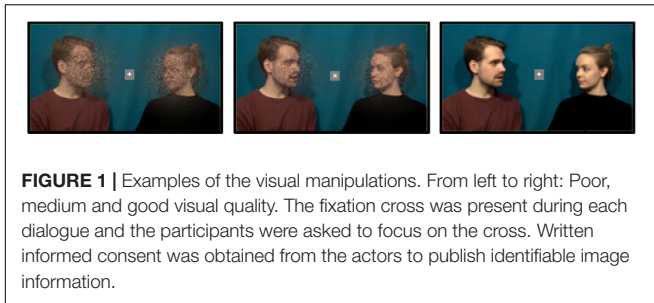 FIGURE 1 | Examples of the visual manipulations. From left to right: Poor,
medium and good visual quality. The fixation cross was present during each
dialogue and the participants were asked to focus on the cross. Written
informed consent was obtained from the actors to publish identifiable image
information.